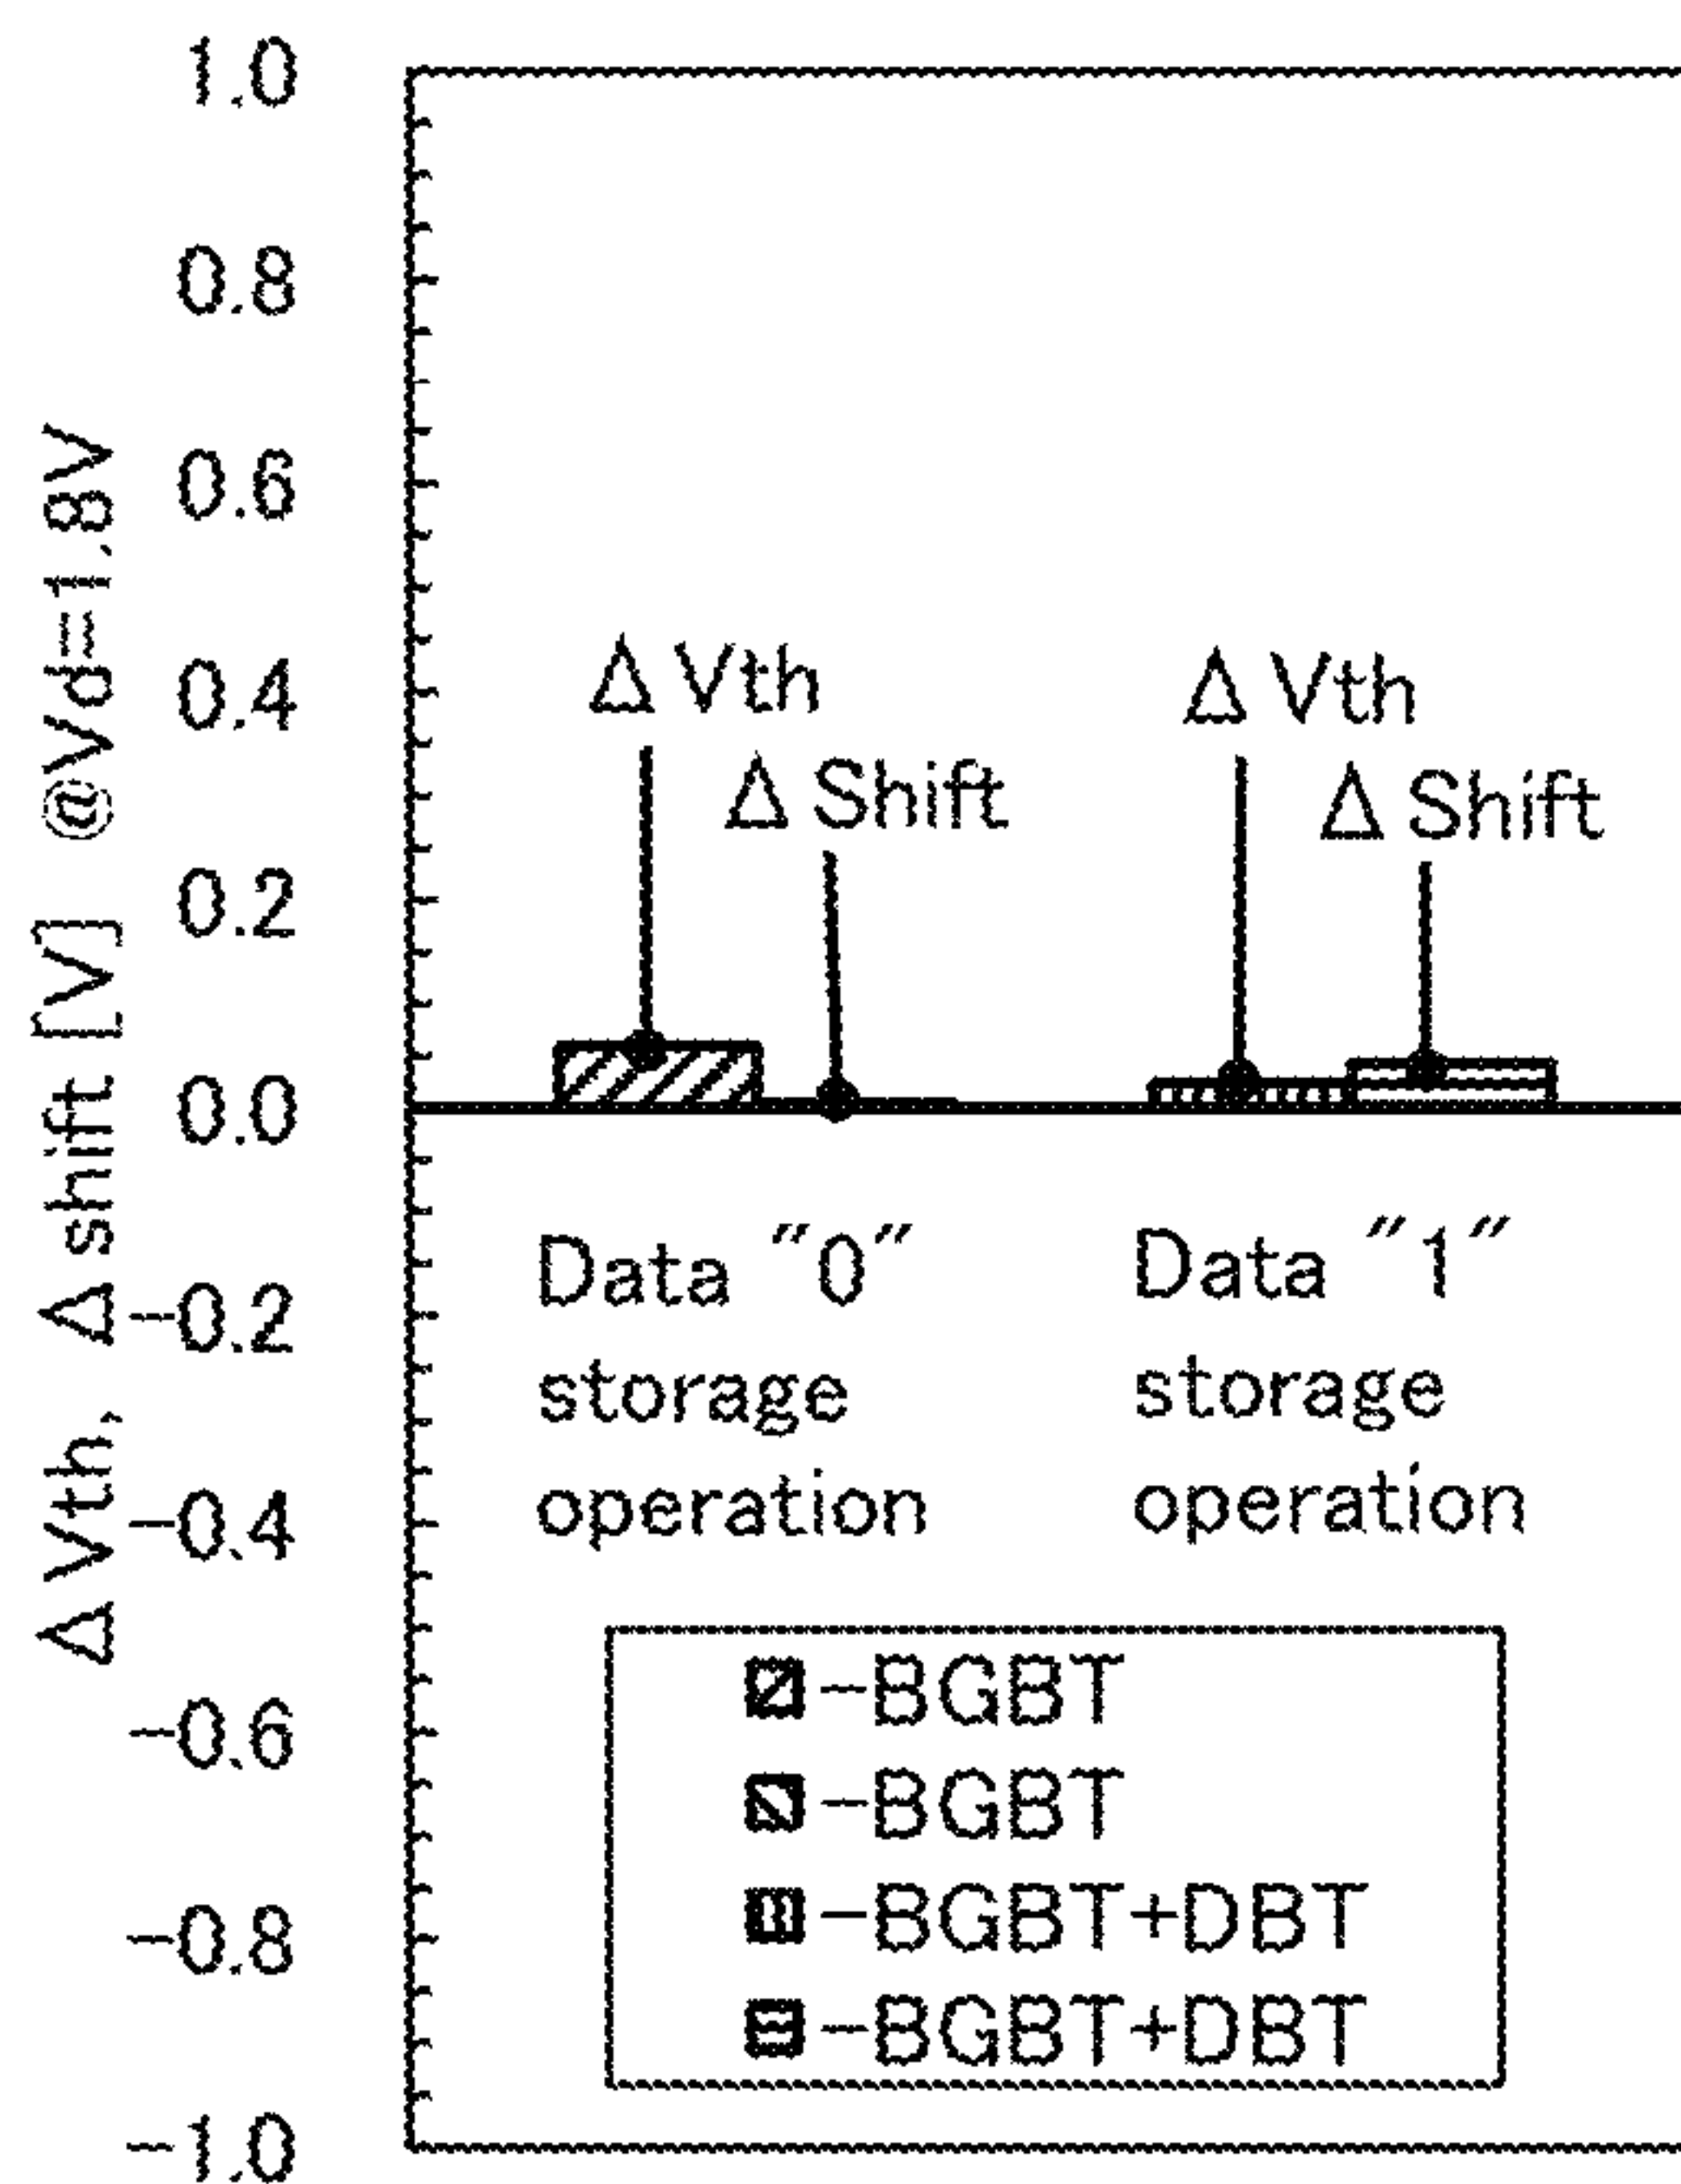 ΔVth, Δshift [V] @Vd=1.8V
1.0
0.8
0.6
0.4
0.2
0.0
-0.2
-0.4
-0.6
-0.8
-1.0
ΔVth
ΔShift
ΔVth
ΔShift
Data "0"
storage
operation
Data "1"
storage
operation
-BGBT
-BGBT
-BGBT+DBT
-BGBT+DBT